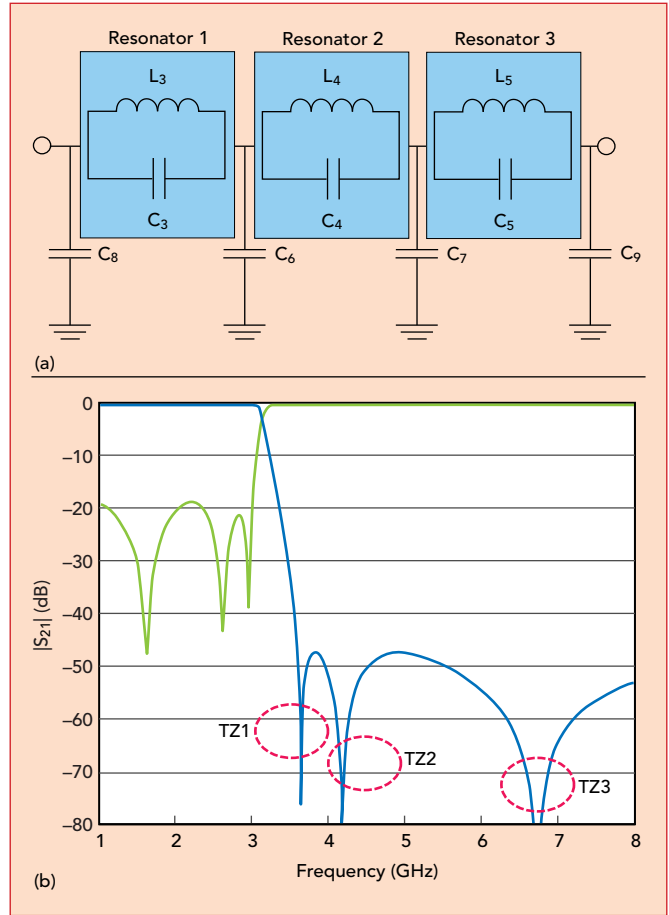 Resonator 1 Resonator 2 Resonator 3
L3 L4 L5
C3 C4 C5
C8 C6 C7 C9
(a)
0
–10
–20
–30
–40
–50
–60
–70
–80
|S21| (dB)
TZ1
TZ2
TZ3
1 2 3 4 5 6 7 8
Frequency (GHz)
(b)